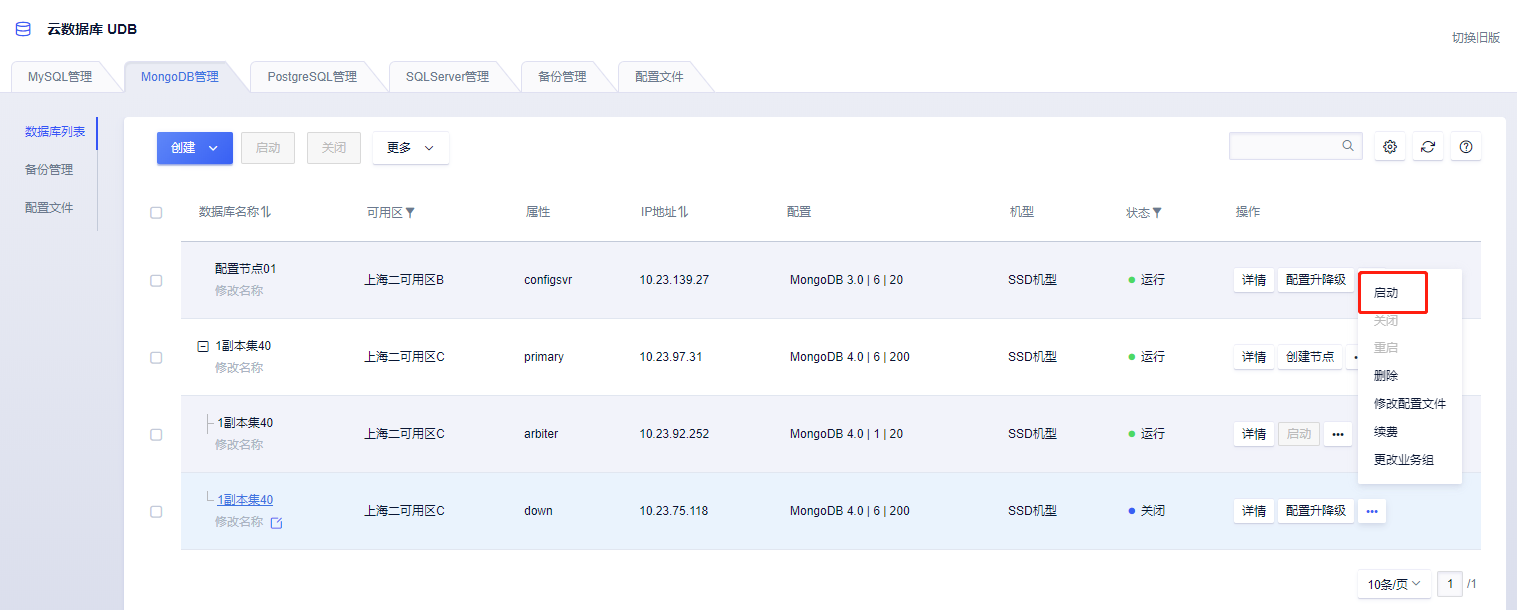 云数据库 UDB
切换旧版
MySQL管理 MongoDB管理 PostgreSQL管理 SQLServer管理 备份管理 配置文件
数据库列表
备份管理
配置文件
创建 启动 关闭 更多
数据库名称 可用区 属性 IP地址 配置 机型 状态 操作
配置节点01
修改名称
上海二可用区B configsvr 10.23.139.27 MongoDB 3.0 | 6 | 20 SSD机型 运行 详情 配置升降级
1副本集40
修改名称
上海二可用区C primary 10.23.97.31 MongoDB 4.0 | 6 | 200 SSD机型 运行 详情 创建节点
1副本集40
修改名称
上海二可用区C arbiter 10.23.92.252 MongoDB 4.0 | 1 | 20 SSD机型 运行 详情 启动 •••
1副本集40
修改名称
上海二可用区C down 10.23.75.118 MongoDB 4.0 | 6 | 200 SSD机型 关闭 详情 配置升降级 •••
启动
关闭
重启
删除
修改配置文件
续费
更改业务组
10条/页 1 /1